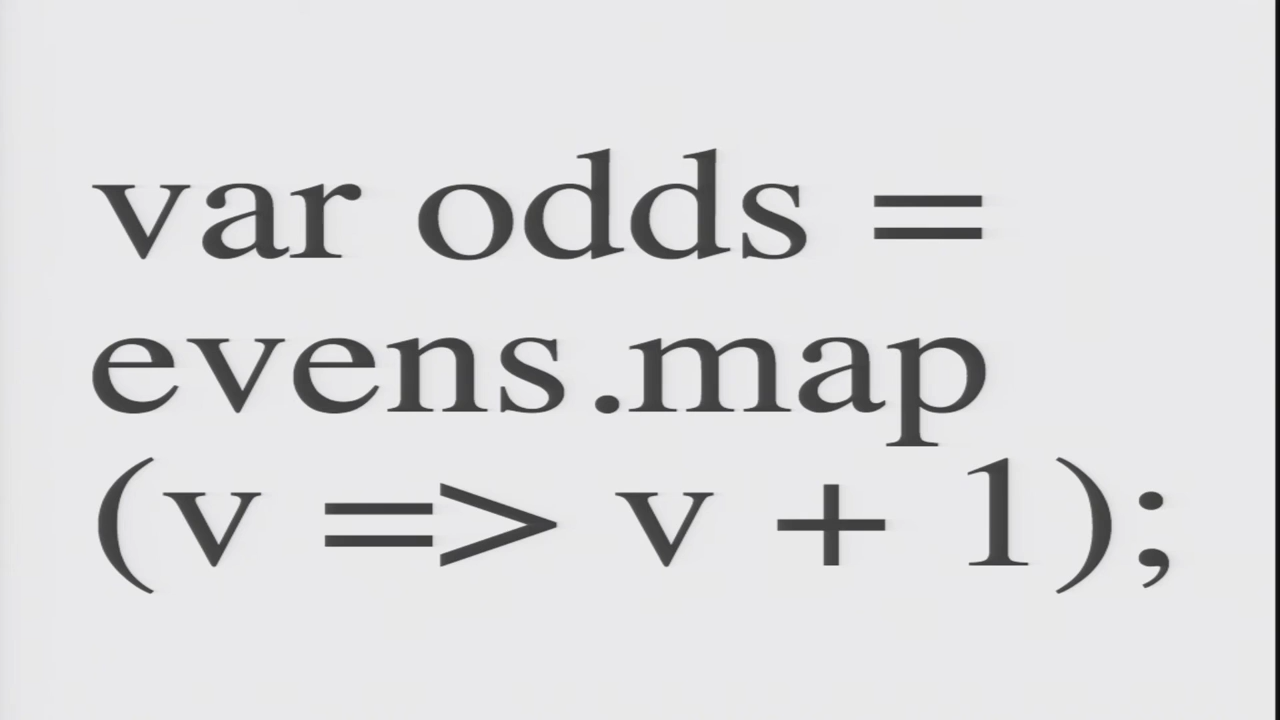 var odds =
evens.map
(v => v + 1);